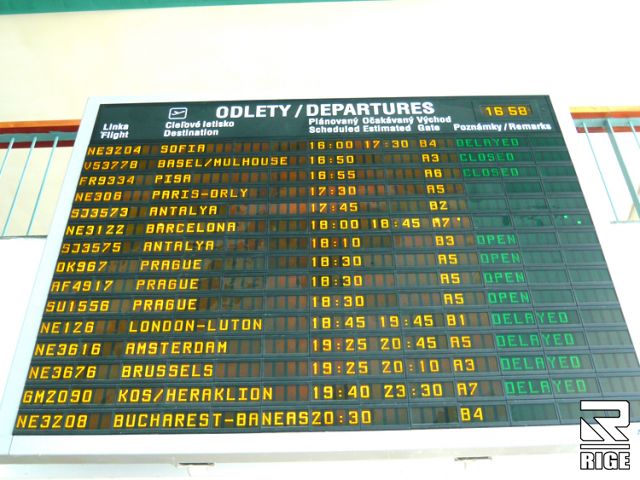 ODLETY/DEPARTURES 16 58
Linka Cieľové letisko Plánovaný Očakávaný Východ Poznámky/Remarks
Flight Destination Scheduled Estimated Gate
NE3204 SOFIA 16:00 17:30 B4 DELAYED
V53778 BASEL/MULHOUSE 16:50 A3 CLOSED
FR9334 PISA 16:55 A6 CLOSED
NE306 PARIS-ORLY 17:30 A5
SJ3573 ANTALYA 17:45 B2
NE3122 BARCELONA 18:00 18:45 A7
SJ3575 ANTALYA 18:10 B3 OPEN
OK967 PRAGUE 18:30 A5 OPEN
AF4917 PRAGUE 18:30 A5 OPEN
SU1556 PRAGUE 18:30 A5 OPEN
NE126 LONDON-LUTON 18:45 19:45 B1 DELAYED
NE3616 AMSTERDAM 19:25 20:45 A5 DELAYED
NE3676 BRUSSELS 19:25 20:10 A3 DELAYED
GM2090 KOS/HERAKLION 19:40 23:30 A7 DELAYED
NE3208 BUCHAREST-BANEAS 20:30 B4
RIGE